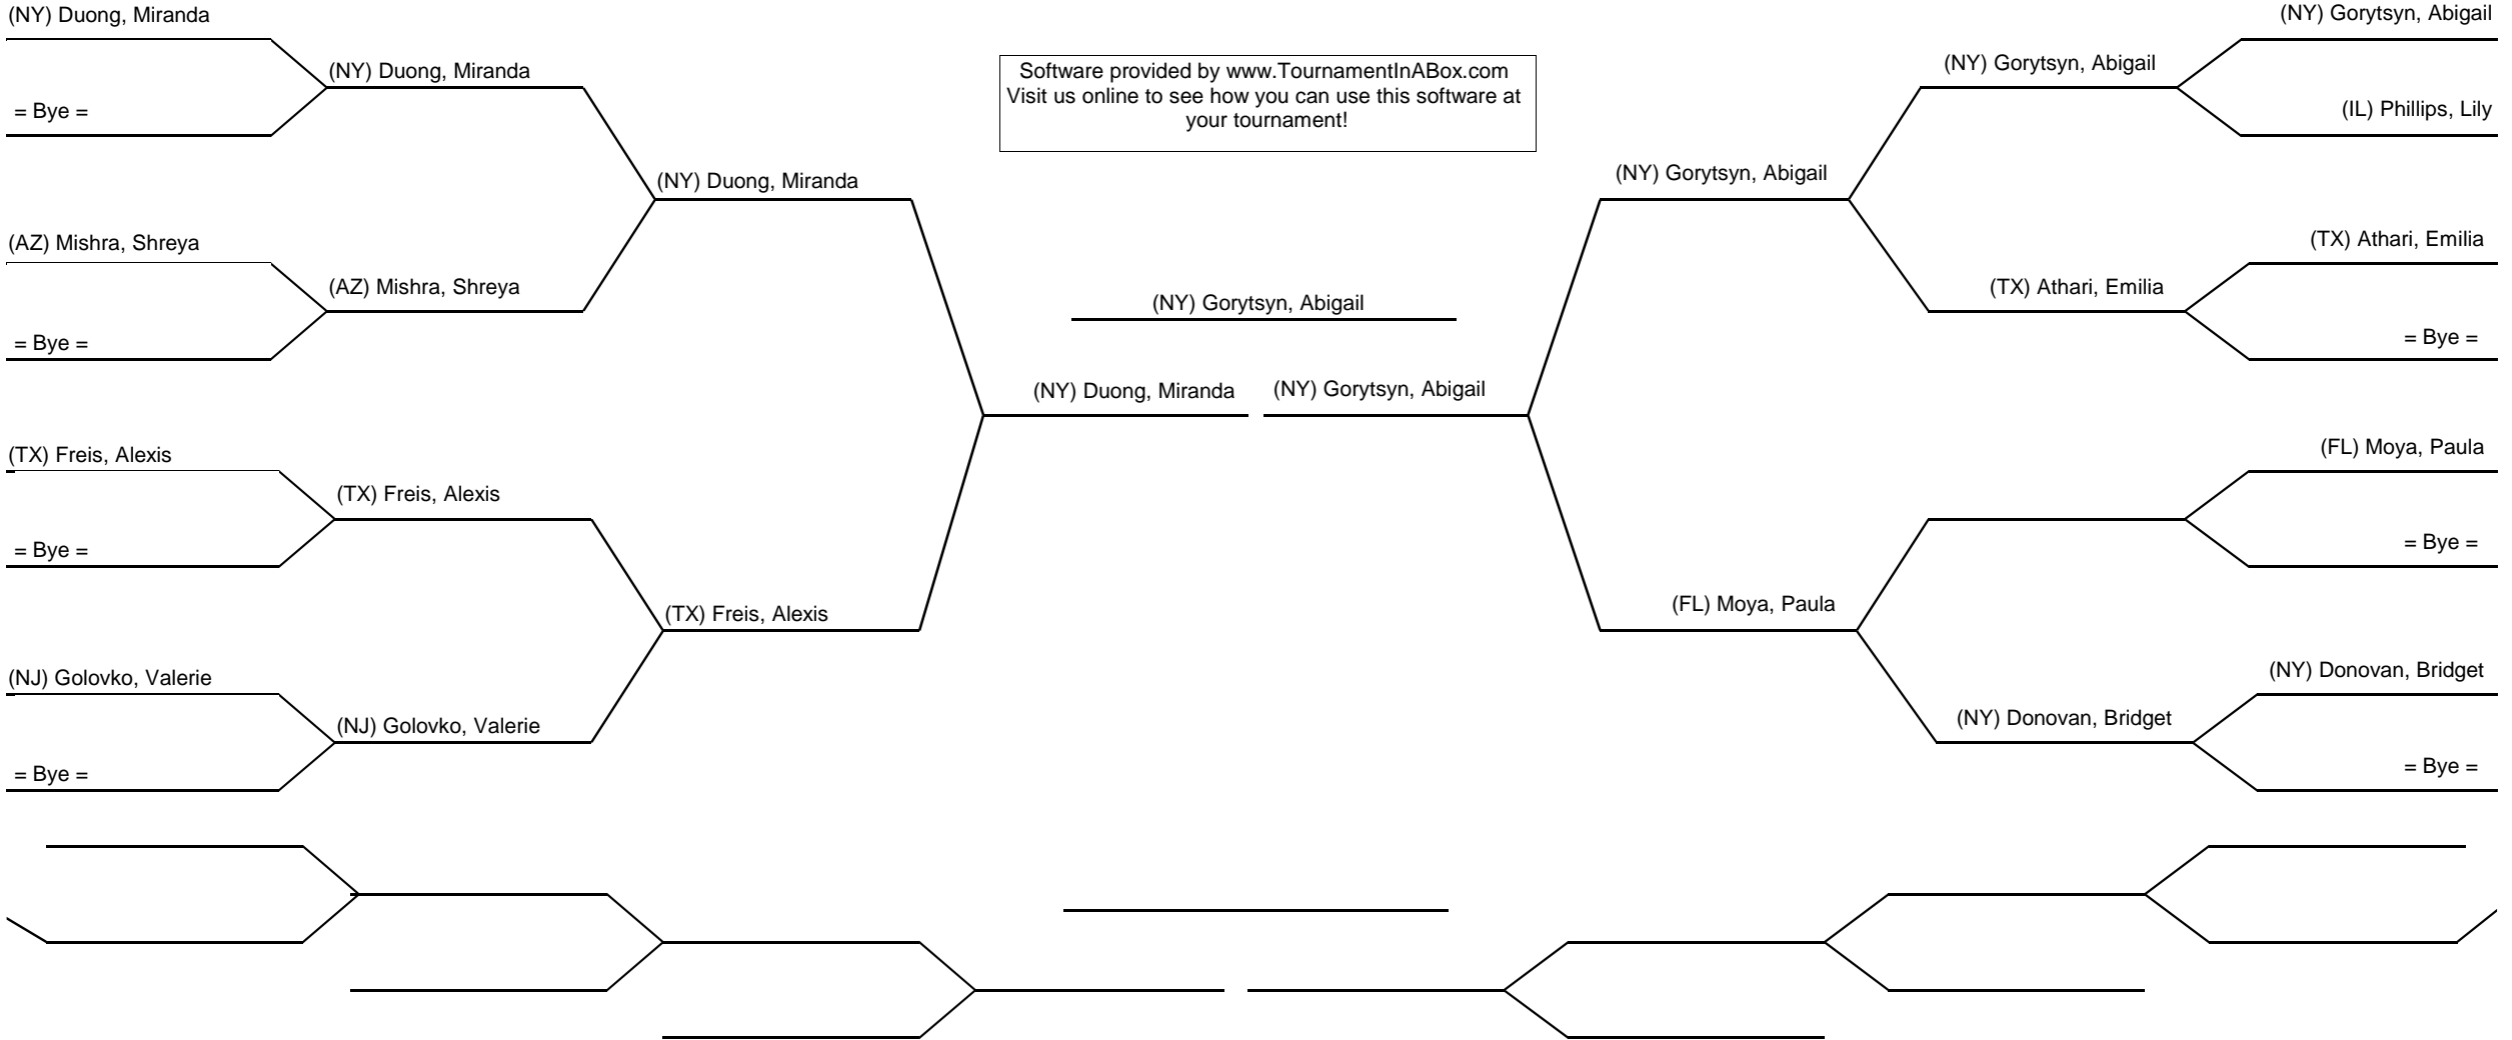 (NY) Duong, Miranda
(NY) Gorytsyn, Abigail
(NY) Duong, Miranda
Software provided by www.TournamentInABox.com
Visit us online to see how you can use this software at
your tournament!
(NY) Gorytsyn, Abigail
= Bye =
(IL) Phillips, Lily
(NY) Duong, Miranda
(NY) Gorytsyn, Abigail
(AZ) Mishra, Shreya
(TX) Athari, Emilia
(AZ) Mishra, Shreya
(NY) Gorytsyn, Abigail
(TX) Athari, Emilia
= Bye =
= Bye =
(NY) Duong, Miranda
(NY) Gorytsyn, Abigail
(TX) Freis, Alexis
(FL) Moya, Paula
(TX) Freis, Alexis
= Bye =
= Bye =
(TX) Freis, Alexis
(FL) Moya, Paula
(NJ) Golovko, Valerie
(NY) Donovan, Bridget
(NJ) Golovko, Valerie
(NY) Donovan, Bridget
= Bye =
= Bye =